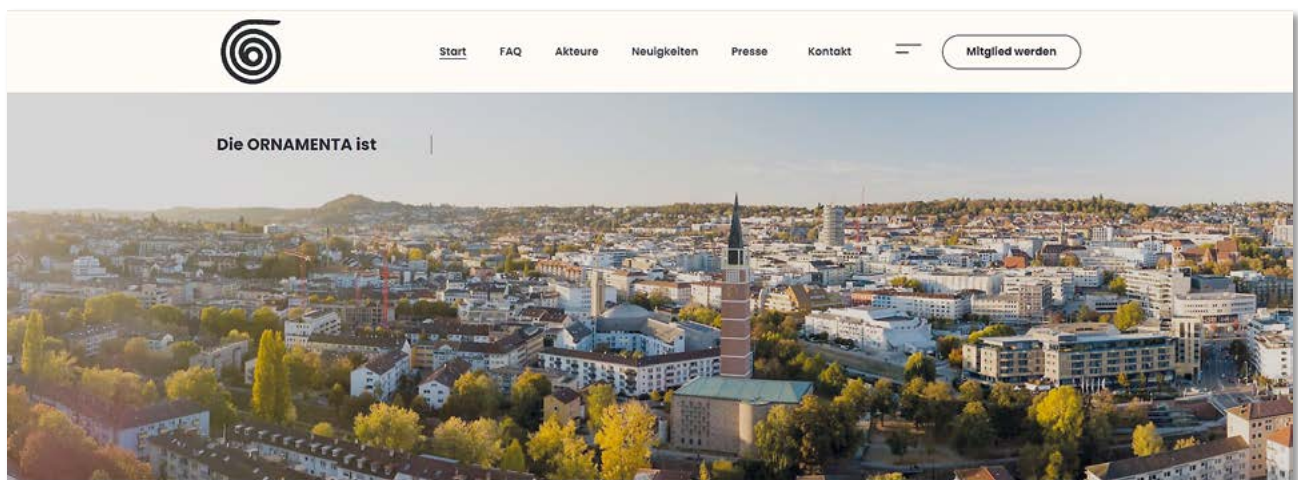 Start FAQ Akteure Neuigkeiten Presse Kontakt Mitglied werden
Die ORNAMENTA ist